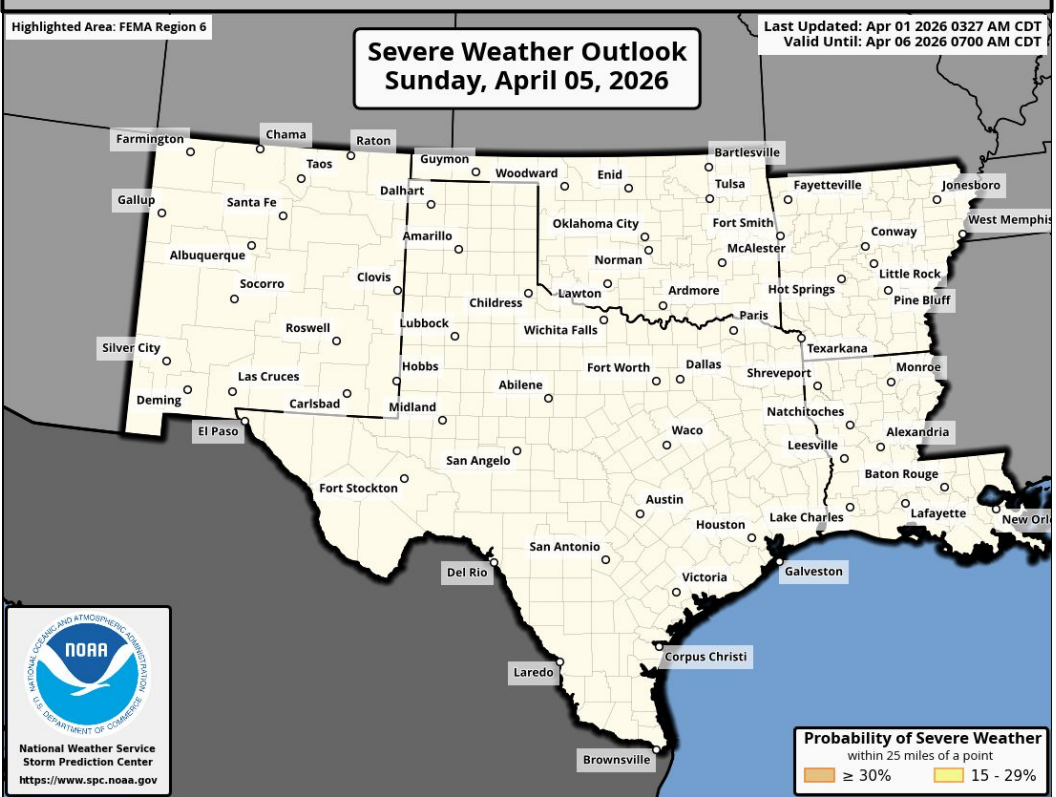 Highlighted Area: FEMA Region 6
Severe Weather Outlook
Sunday, April 05, 2026
Last Updated: Apr 01 2026 0327 AM CDT
Valid Until: Apr 06 2026 0700 AM CDT
Farmington
Chama
Raton
Taos
Guymon
Woodward
Enid
Bartlesville
Tulsa
Fayetteville
Jonesboro
Gallup
Santa Fe
Dalhart
Oklahoma City
Fort Smith
West Memphis
Albuquerque
Amarillo
Norman
McAlester
Conway
Socorro
Clovis
Childress
Lawton
Ardmore
Hot Springs
Little Rock
Pine Bluff
Roswell
Lubbock
Wichita Falls
Paris
Texarkana
Silver City
Las Cruces
Hobbs
Abilene
Fort Worth
Dallas
Shreveport
Monroe
Deming
Carlsbad
Midland
Natchitoches
El Paso
San Angelo
Waco
Leesville
Alexandria
Fort Stockton
Baton Rouge
Austin
Houston
Lake Charles
Lafayette
New Orl
San Antonio
Del Rio
Victoria
Galveston
Laredo
Corpus Christi
Brownsville
NATIONAL OCEANIC AND ATMOSPHERIC ADMINISTRATION
NOAA
U.S. DEPARTMENT OF COMMERCE
National Weather Service
Storm Prediction Center
https://www.spc.noaa.gov
Probability of Severe Weather
within 25 miles of a point
≥ 30%
15 - 29%